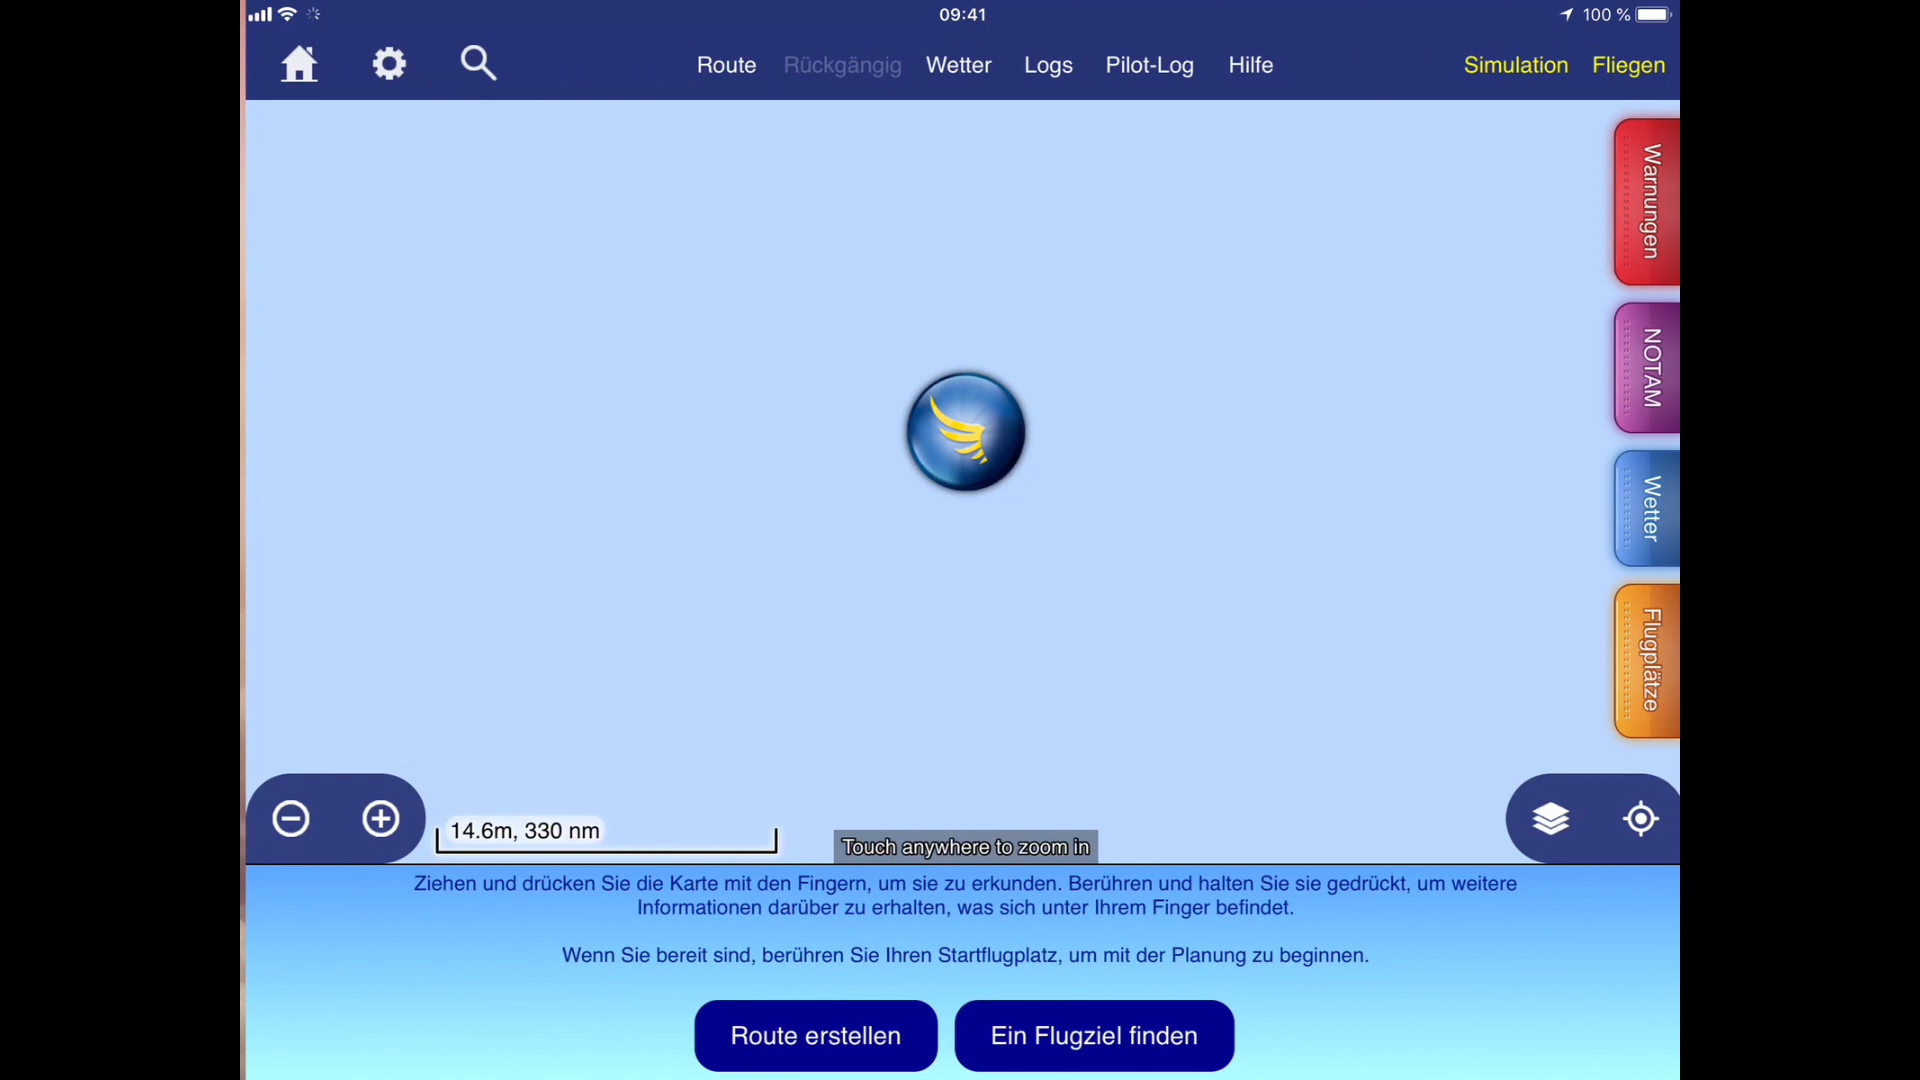 09:41
100 %
Route Rückgängig Wetter Logs Pilot-Log Hilfe
Simulation Fliegen
Warnungen
NOTAM
Wetter
Flugplätze
14.6m, 330 nm
Touch anywhere to zoom in
Ziehen und drücken Sie die Karte mit den Fingern, um sie zu erkunden. Berühren und halten Sie sie gedrückt, um weitere
Informationen darüber zu erhalten, was sich unter Ihrem Finger befindet.
Wenn Sie bereit sind, berühren Sie Ihren Startflugplatz, um mit der Planung zu beginnen.
Route erstellen
Ein Flugziel finden